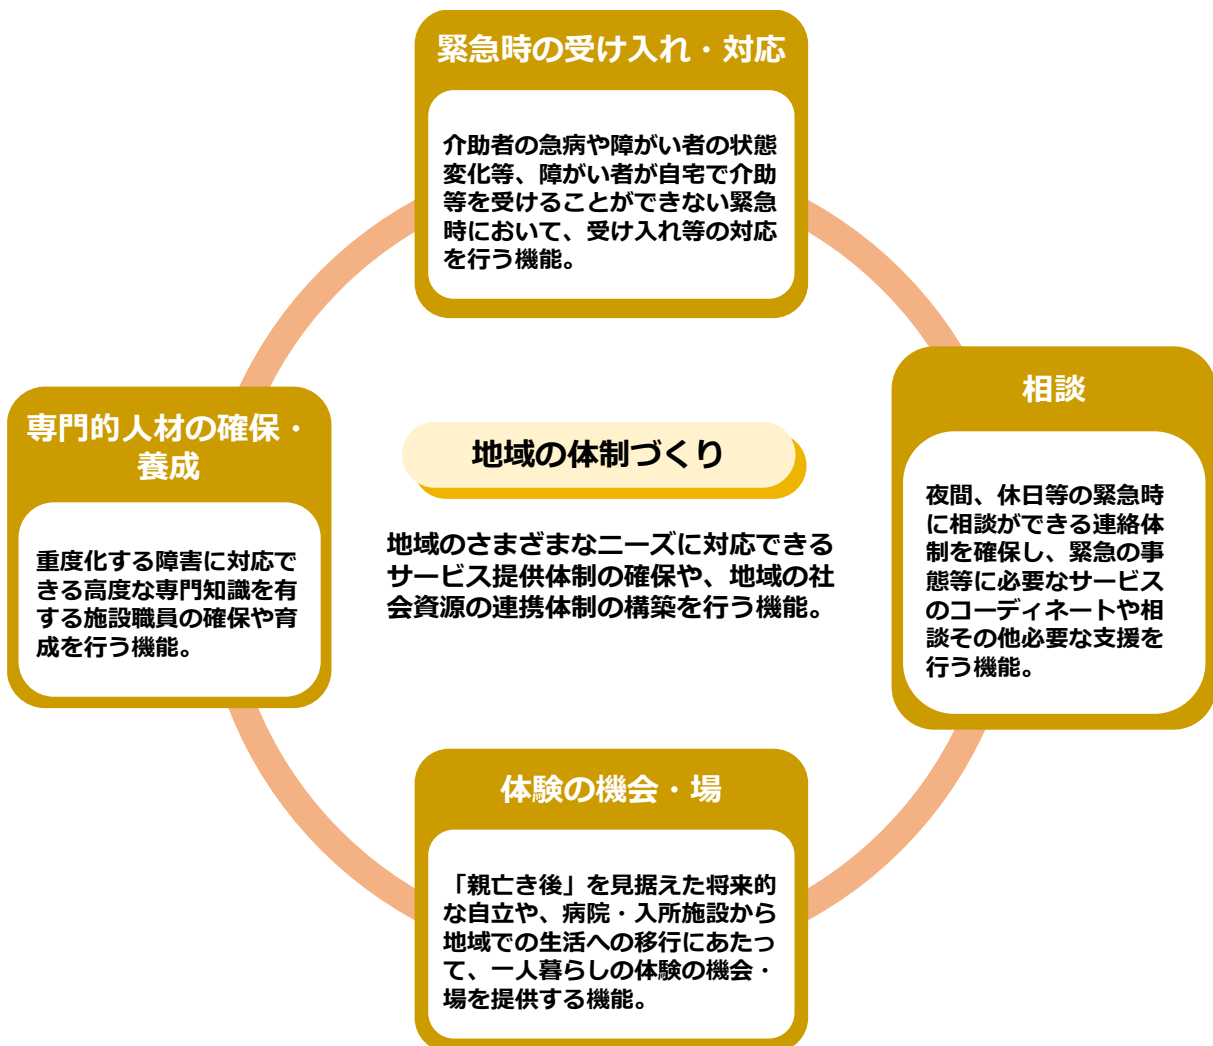 緊急時の受け入れ・対応
介助者の急病や障がい者の状態
変化等、障がい者が自宅で介助
等を受けることができない緊急
時において、受け入れ等の対応
を行う機能。
相談
夜間、休日等の緊急時
に相談ができる連絡体
制を確保し、緊急の事
態等に必要なサービス
のコーディネートや相
談その他必要な支援を
行う機能。
専門的人材の確保・
養成
重度化する障害に対応で
きる高度な専門知識を有
する施設職員の確保や育
成を行う機能。
地域の体制づくり
地域のさまざまなニーズに対応できる
サービス提供体制の確保や、地域の社
会資源の連携体制の構築を行う機能。
体験の機会・場
「親亡き後」を見据えた将来的
な自立や、病院・入所施設から
地域での生活への移行にあたっ
て、一人暮らしの体験の機会・
場を提供する機能。